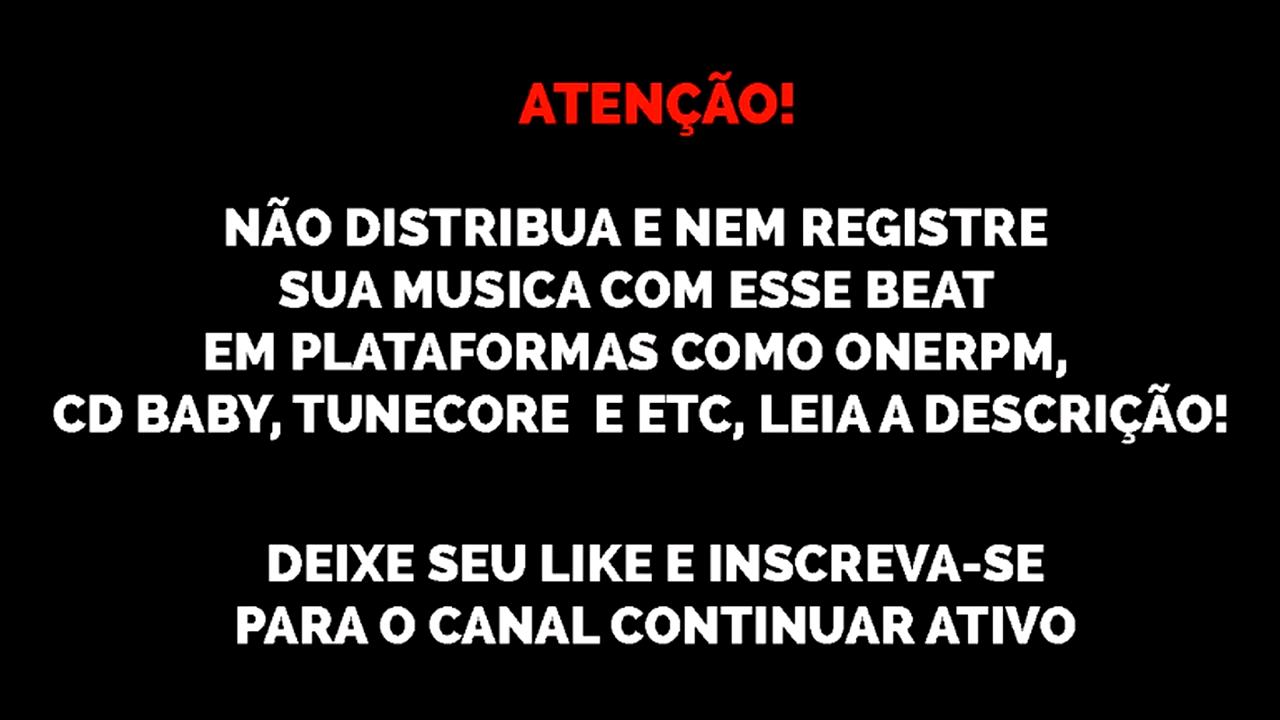 ATENÇÃO!
NÃO DISTRIBUA E NEM REGISTRE
SUA MUSICA COM ESSE BEAT
EM PLATAFORMAS COMO ONERPM,
CD BABY, TUNECORE  E ETC, LEIA A DESCRIÇÃO!
DEIXE SEU LIKE E INSCREVA-SE
PARA O CANAL CONTINUAR ATIVO